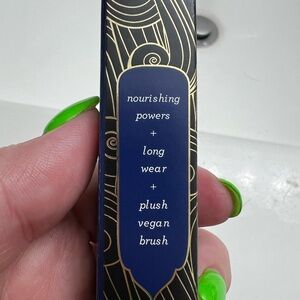 nourishing
powers
+
long
wear
+
plush
vegan
brush